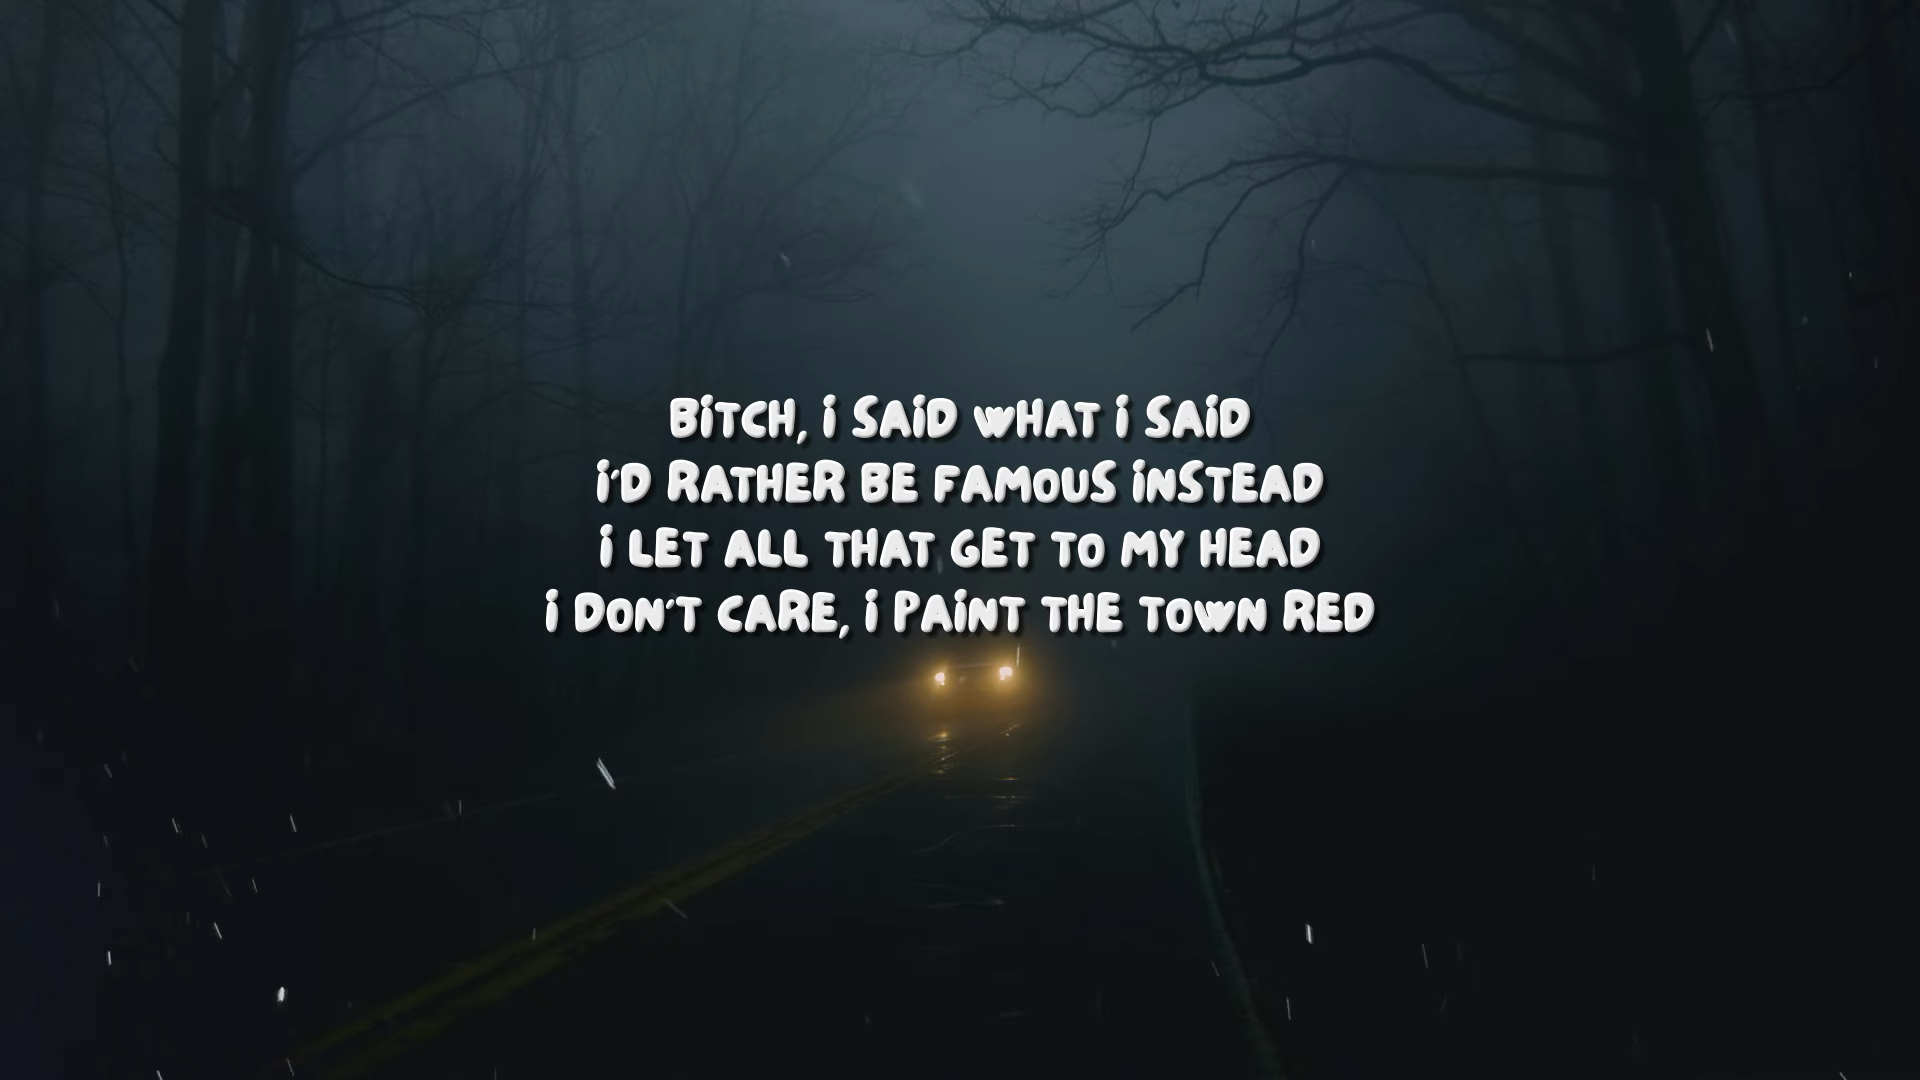 BiTCH, i SAiD WHAT i SAiD
i'D RATHER BE FAMOUS iNSTEAD
i LET ALL THAT GET TO MY HEAD
i DON'T CARE, i PAiNT THE TOWN RED